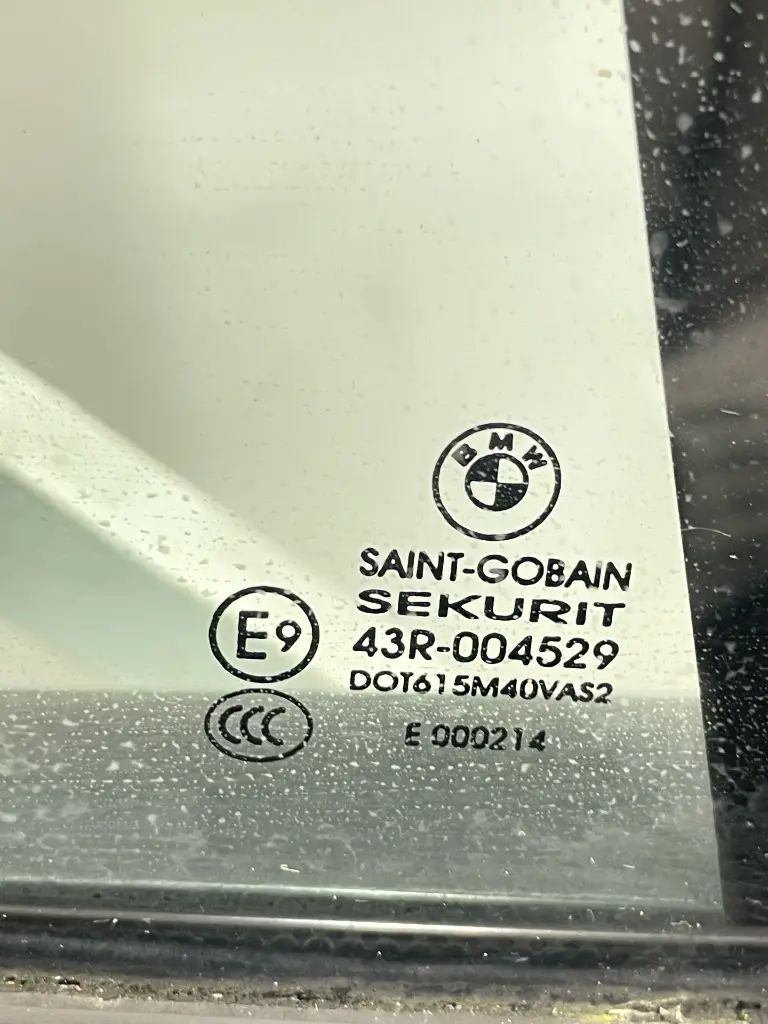 BMW
SAINT-GOBAIN
SEKURIT
E9
43R-004529
DOT615M40VAS2
CCC
E 000214